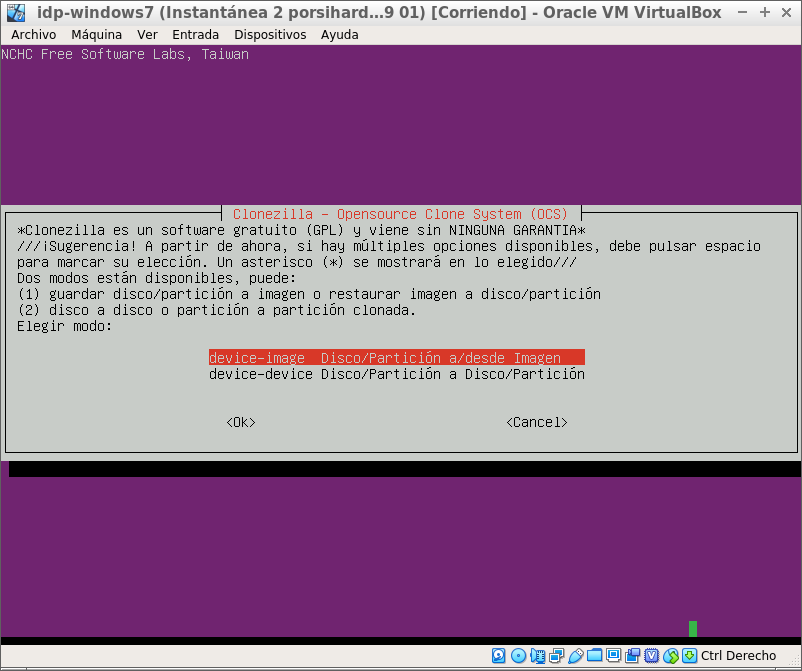 idp-windows7 (Instantánea 2 porsihard...9 01) [Corriendo] - Oracle VM VirtualBox
Archivo Máquina Ver Entrada Dispositivos Ayuda
NCHC Free Software Labs, Taiwan
Clonezilla - Opensource Clone System (OCS)
*Clonezilla es un software gratuito (GPL) y viene sin NINGUNA GARANTIA*
///¡Sugerencia! A partir de ahora, si hay múltiples opciones disponibles, debe pulsar espacio
para marcar su elección. Un asterisco (*) se mostrará en lo elegido///
Dos modos están disponibles, puede:
(1) guardar disco/partición a imagen o restaurar imagen a disco/partición
(2) disco a disco o partición a partición clonada.
Elegir modo:
device-image Disco/Partición a/desde Imagen
device-device Disco/Partición a Disco/Partición
<Ok> <Cancel>
Ctrl Derecho